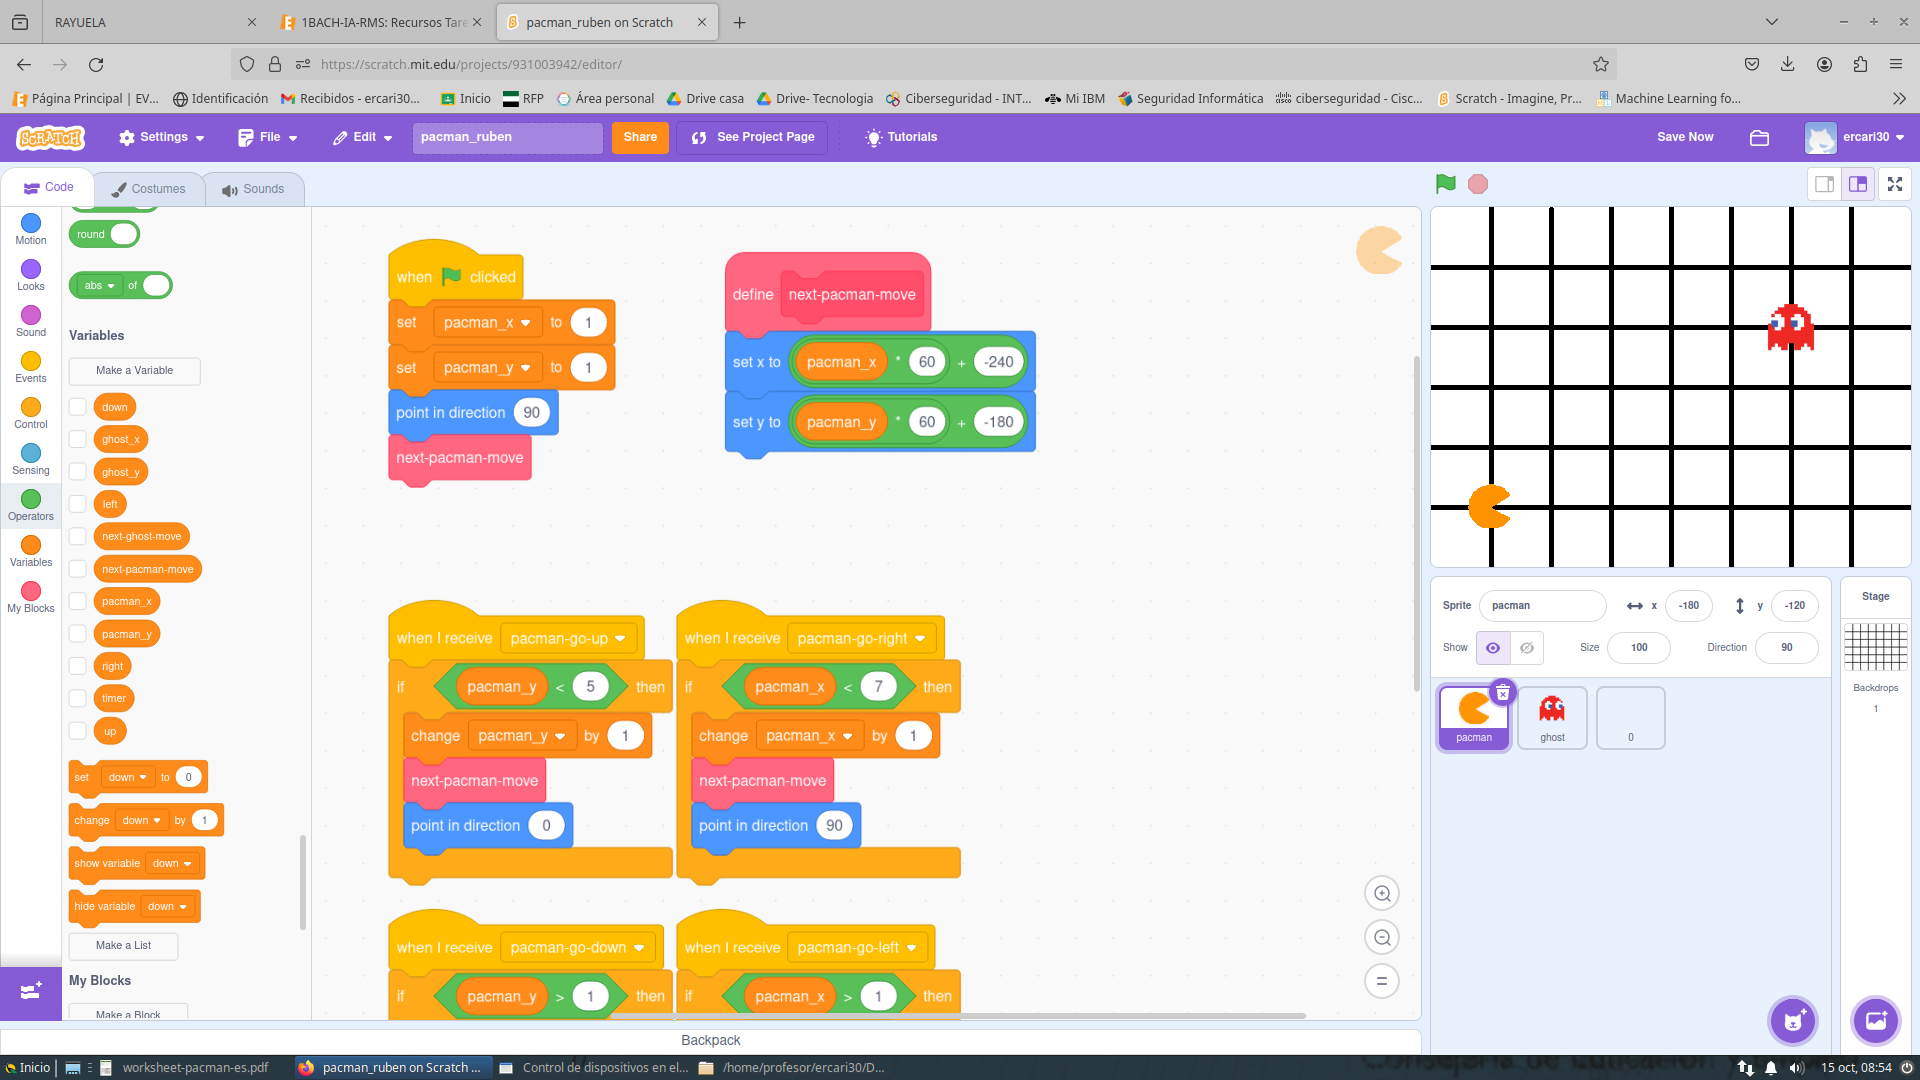 RAYUELA
1BACH-IA-RMS: Recursos Tare
pacman_ruben on Scratch
https://scratch.mit.edu/projects/931003942/editor/
Página Principal | EV...
Identificación
Recibidos - ercari30...
Inicio
RFP
Área personal
Drive casa
Drive- Tecnologia
Ciberseguridad - INT...
Mi IBM
Seguridad Informática
ciberseguridad - Cisc...
Scratch - Imagine, Pr...
Machine Learning fo...
SCRATCH
Settings
File
Edit
pacman_ruben
Share
See Project Page
Tutorials
Save Now
ercari30
Code
Costumes
Sounds
Motion
Looks
Sound
Events
Control
Sensing
Operators
Variables
My Blocks
round
abs of
Variables
Make a Variable
down
ghost_x
ghost_y
left
next-ghost-move
next-pacman-move
pacman_x
pacman_y
right
timer
up
set down to 0
change down by 1
show variable down
hide variable down
Make a List
My Blocks
Make a Block
when clicked
set pacman_x to 1
set pacman_y to 1
point in direction 90
next-pacman-move
define next-pacman-move
set x to pacman_x * 60 + -240
set y to pacman_y * 60 + -180
when I receive pacman-go-up
if pacman_y < 5 then
change pacman_y by 1
next-pacman-move
point in direction 0
when I receive pacman-go-right
if pacman_x < 7 then
change pacman_x by 1
next-pacman-move
point in direction 90
when I receive pacman-go-down
if pacman_y > 1 then
when I receive pacman-go-left
if pacman_x > 1 then
Backpack
Sprite pacman x -180 y -120
Show Size 100 Direction 90
pacman
ghost
0
Stage
Backdrops
1
Inicio
worksheet-pacman-es.pdf
pacman_ruben on Scratch ...
Control de dispositivos en el...
/home/profesor/ercari30/D...
15 oct, 08:54